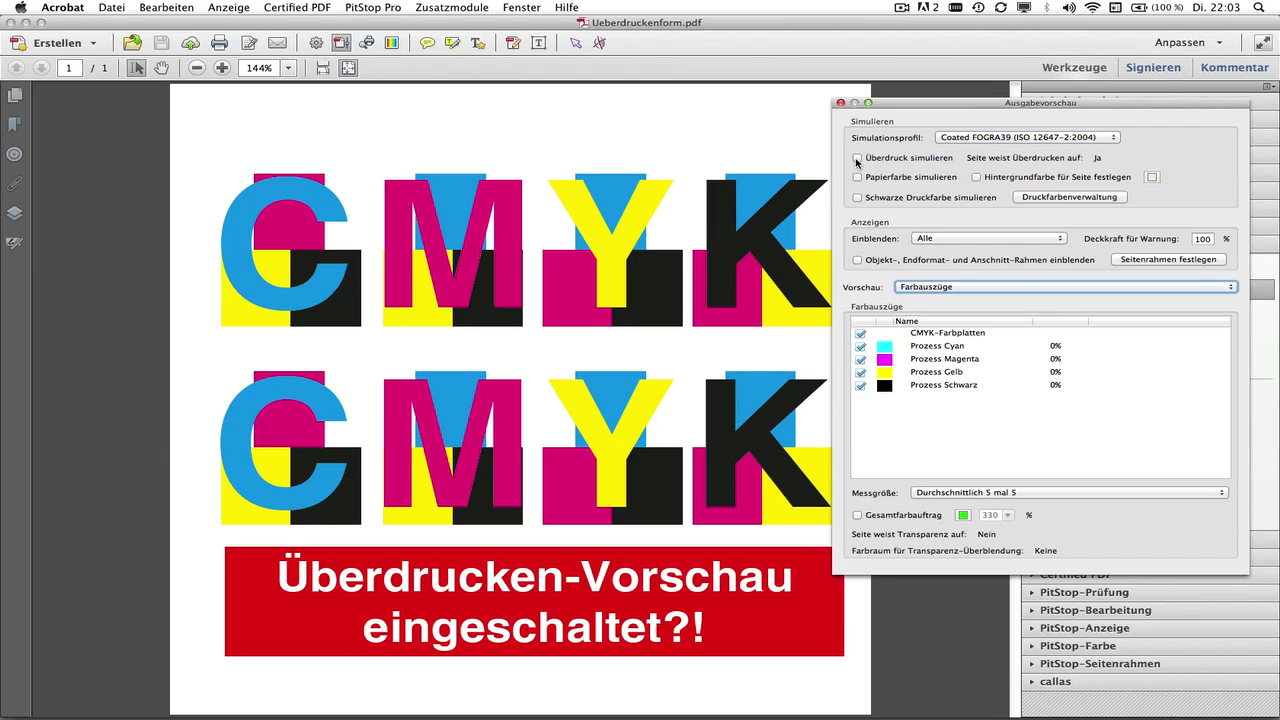 Acrobat Datei Bearbeiten Anzeige Certified PDF PitStop Pro Zusatzmodule Fenster Hilfe 2 (100 %) Di. 22:03
Ueberdruckenform.pdf
Erstellen Anpassen
1 / 1 144% Werkzeuge Signieren Kommentar
Ausgabevorschau
Simulieren
Simulationsprofil: Coated FOGRA39 (ISO 12647-2:2004)
Überdruck simulieren Seite weist Überdrucken auf: Ja
Papierfarbe simulieren Hintergrundfarbe für Seite festlegen
Schwarze Druckfarbe simulieren Druckfarbenverwaltung
Anzeigen
Einblenden: Alle Deckkraft für Warnung: 100 %
Objekt-, Endformat- und Anschnitt-Rahmen einblenden Seitenrahmen festlegen
Vorschau: Farbauszüge
Farbauszüge
Name
CMYK-Farbplatten
Prozess Cyan 0%
Prozess Magenta 0%
Prozess Gelb 0%
Prozess Schwarz 0%
Messgröße: Durchschnittlich 5 mal 5
Gesamtfarbauftrag 330 %
Seite weist Transparenz auf: Nein
Farbraum für Transparenz-Überblendung: Keine
CMYK
CMYK
Überdrucken-Vorschau
eingeschaltet?!
Certified PDF
PitStop-Prüfung
PitStop-Bearbeitung
PitStop-Anzeige
PitStop-Farbe
PitStop-Seitenrahmen
callas